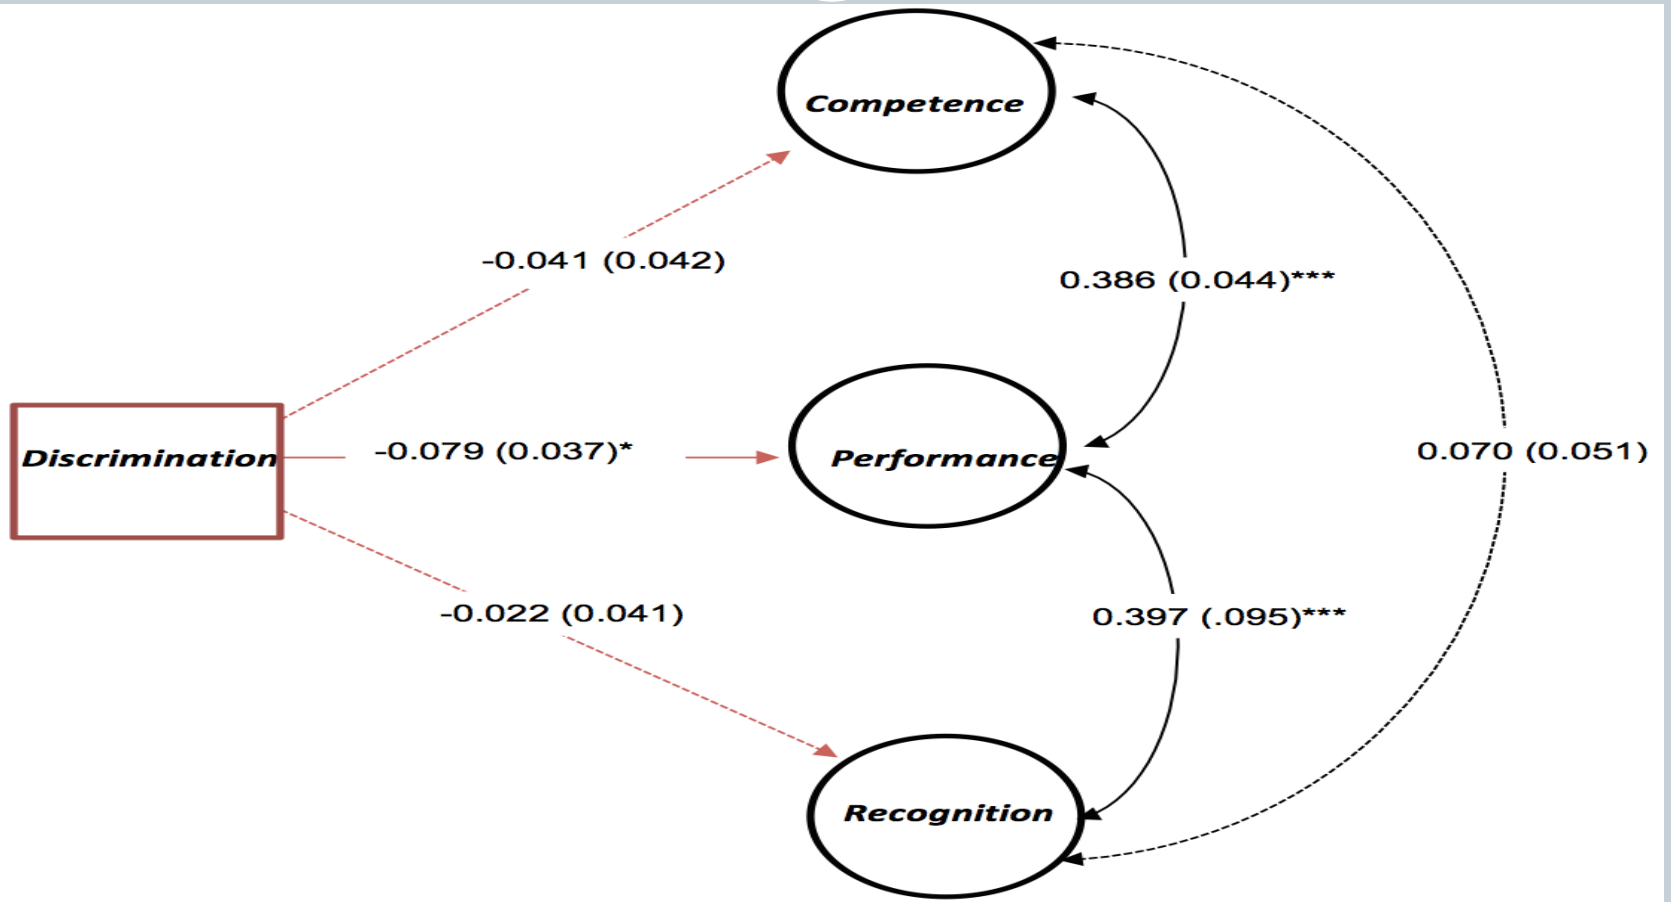 Competence
-0.041 (0.042)
0.386 (0.044)***
Discrimination
-0.079 (0.037)*
Performance
0.070 (0.051)
-0.022 (0.041)
0.397 (.095)***
Recognition